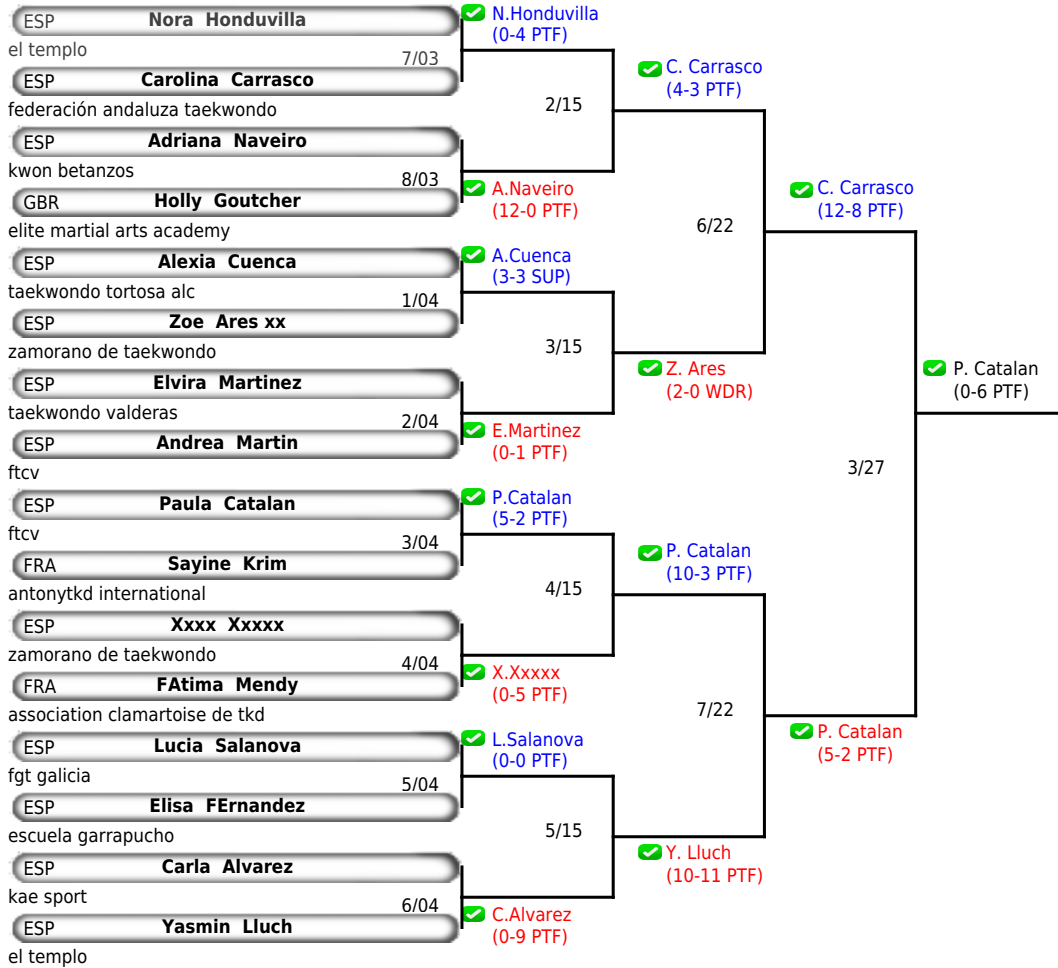 ESP Nora Honduvilla
el templo
7/03
ESP Carolina Carrasco
federación andaluza taekwondo
ESP Adriana Naveiro
kwon betanzos
8/03
GBR Holly Goutcher
elite martial arts academy
ESP Alexia Cuenca
taekwondo tortosa alc
1/04
ESP Zoe Ares xx
zamorano de taekwondo
ESP Elvira Martinez
taekwondo valderas
2/04
ESP Andrea Martin
ftcv
ESP Paula Catalan
ftcv
3/04
FRA Sayine Krim
antonytkd international
ESP Xxxx Xxxxx
zamorano de taekwondo
4/04
FRA FAtima Mendy
association clamartoise de tkd
ESP Lucia Salanova
fgt galicia
5/04
ESP Elisa FErnandez
escuela garrapucho
ESP Carla Alvarez
kae sport
6/04
ESP Yasmin Lluch
el templo
N.Honduvilla
(0-4 PTF)
2/15
A.Naveiro
(12-0 PTF)
A.Cuenca
(3-3 SUP)
3/15
E.Martinez
(0-1 PTF)
P.Catalan
(5-2 PTF)
4/15
X.Xxxxx
(0-5 PTF)
L.Salanova
(0-0 PTF)
5/15
C.Alvarez
(0-9 PTF)
C. Carrasco
(4-3 PTF)
6/22
Z. Ares
(2-0 WDR)
P. Catalan
(10-3 PTF)
7/22
Y. Lluch
(10-11 PTF)
C. Carrasco
(12-8 PTF)
3/27
P. Catalan
(5-2 PTF)
P. Catalan
(0-6 PTF)